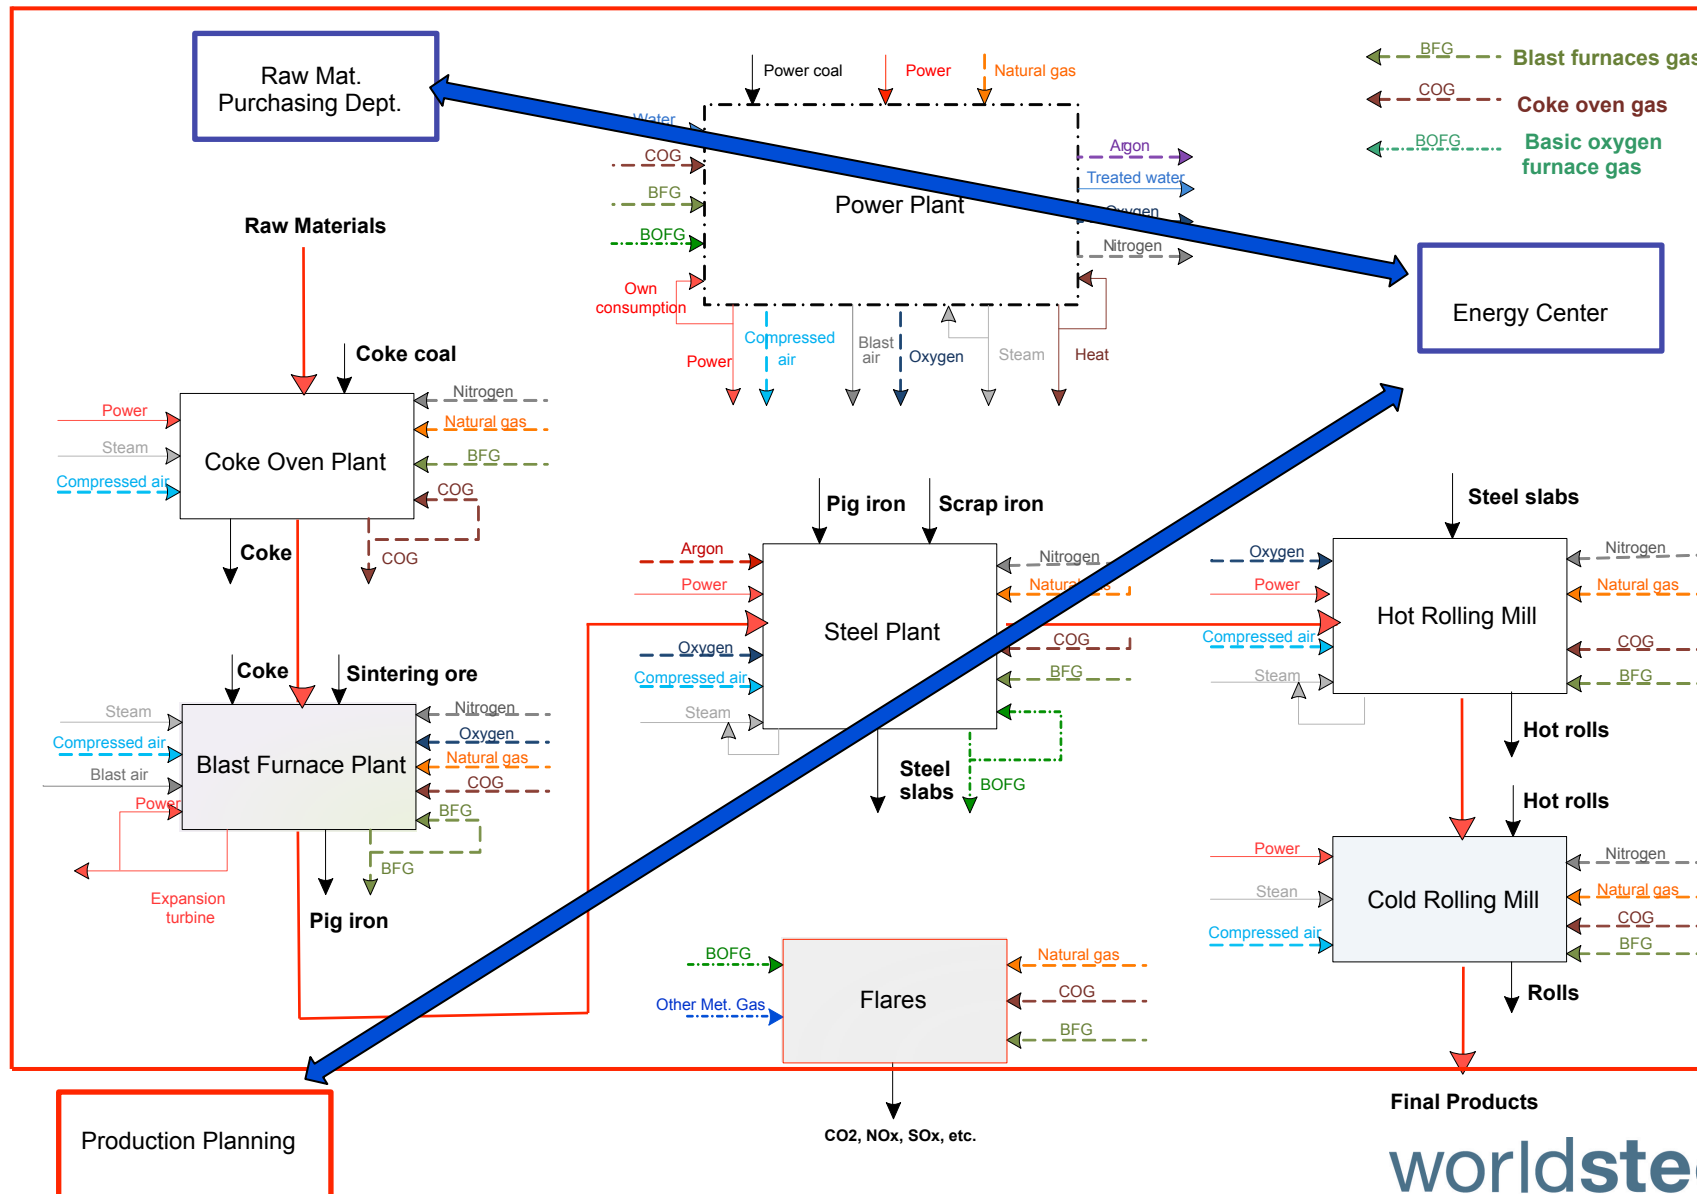 Raw Mat.
Purchasing Dept.
Power coal
Power
Natural gas
BFG
Blast furnaces gas
COG
Coke oven gas
BOFG
Basic oxygen
furnace gas
Water
COG
BFG
BOFG
Own
consumption
Power Plant
Argon
Treated water
Oxygen
Nitrogen
Power
Compressed
air
Blast
air
Oxygen
Steam
Heat
Energy Center
Raw Materials
Coke coal
Power
Steam
Compressed air
Coke Oven Plant
Nitrogen
Natural gas
BFG
COG
Coke
COG
Coke
Sintering ore
Steam
Compressed air
Blast air
Power
Blast Furnace Plant
Nitrogen
Oxygen
Natural gas
COG
BFG
BFG
Expansion
turbine
Pig iron
Pig iron
Scrap iron
Argon
Power
Oxygen
Compressed air
Steam
Steel Plant
Nitrogen
Natural gas
COG
BFG
Steel
slabs
BOFG
Steel slabs
Oxygen
Power
Compressed air
Steam
Hot Rolling Mill
Nitrogen
Natural gas
COG
BFG
Hot rolls
Hot rolls
Power
Stean
Compressed air
Cold Rolling Mill
Nitrogen
Natural gas
COG
BFG
Rolls
BOFG
Other Met. Gas
Flares
Natural gas
COG
BFG
CO2, NOx, SOx, etc.
Final Products
Production Planning
worldste